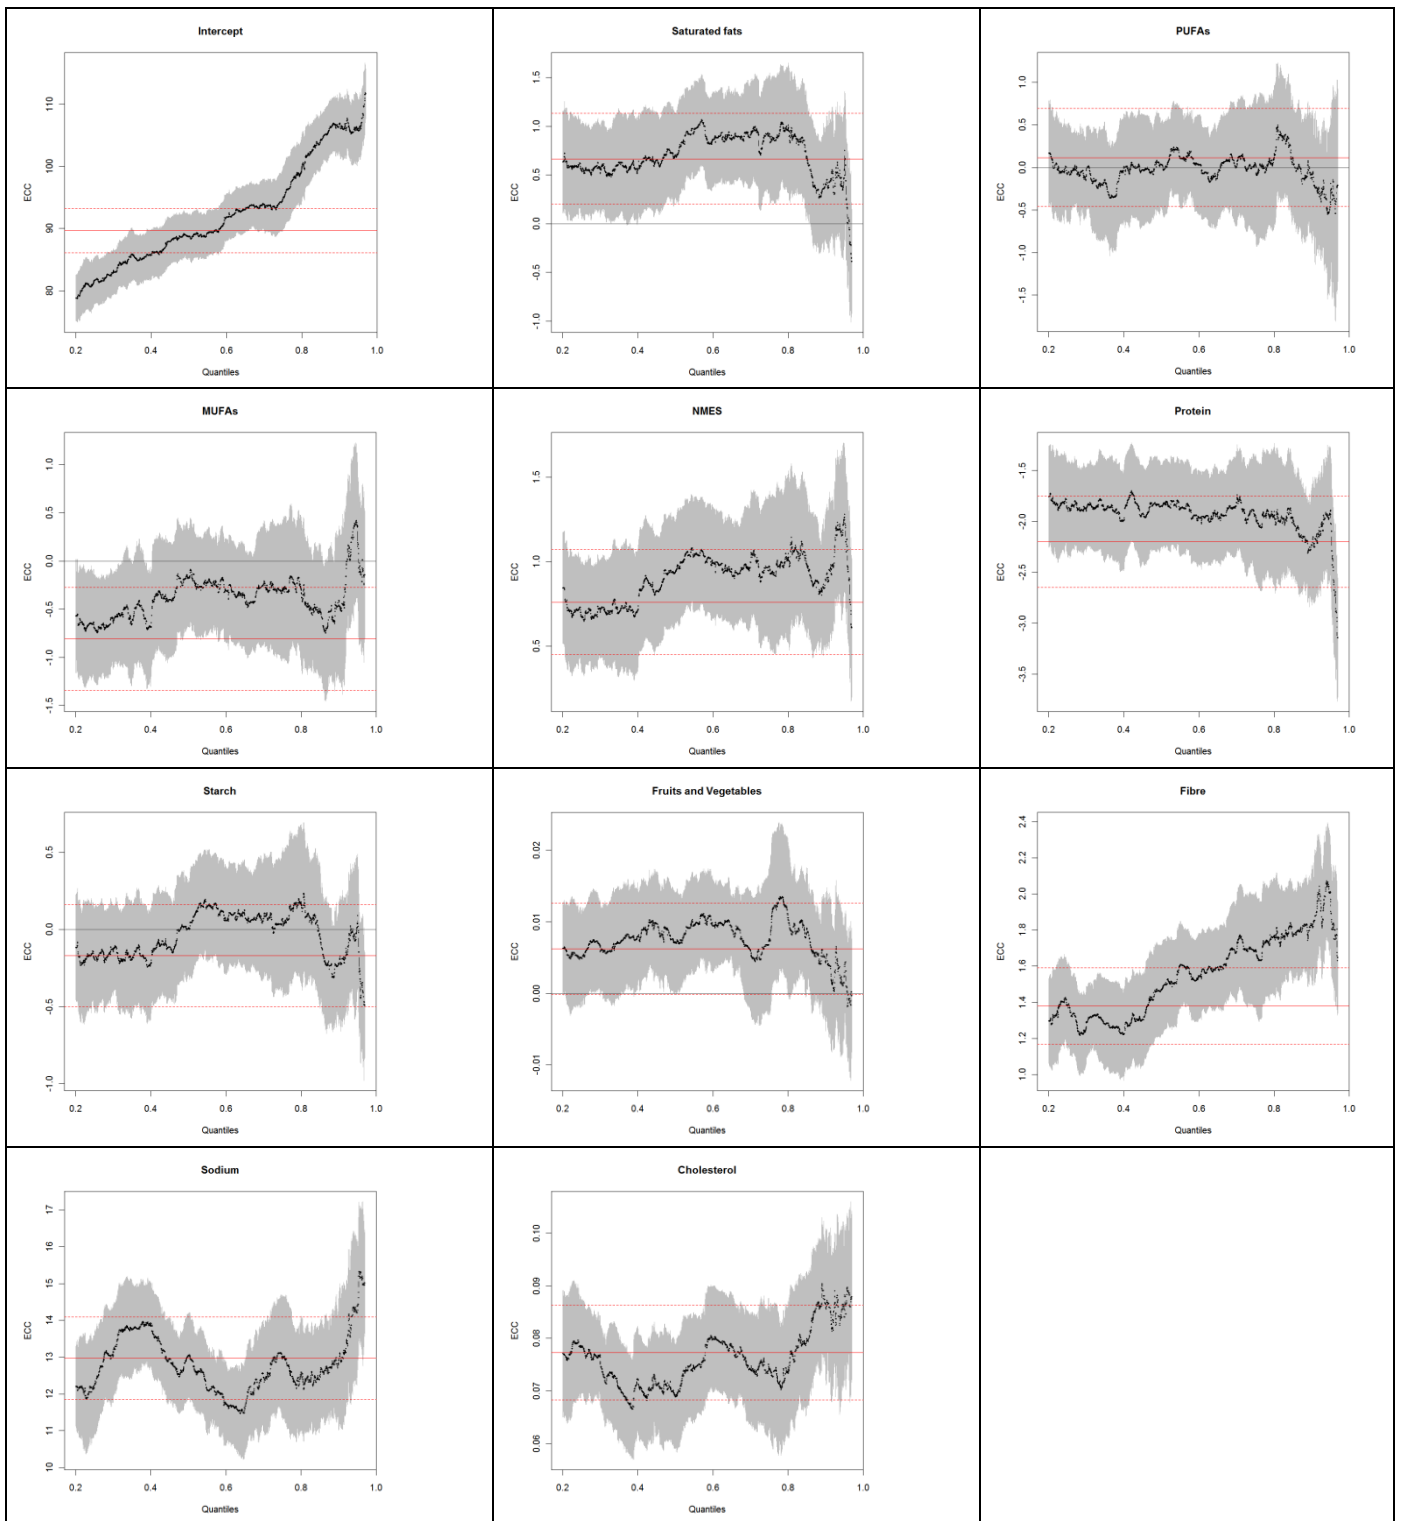 Intercept
ECC
110
100
90
80
0.2 0.4 0.6 0.8 1.0
Quantiles
Saturated fats
ECC
1.5
1.0
0.5
0.0
-0.5
-1.0
0.2 0.4 0.6 0.8 1.0
Quantiles
PUFAs
ECC
1.0
0.5
0.0
-0.5
-1.0
-1.5
0.2 0.4 0.6 0.8 1.0
Quantiles
MUFAs
ECC
1.0
0.5
0.0
-0.5
-1.0
-1.5
0.2 0.4 0.6 0.8 1.0
Quantiles
NMES
ECC
1.5
1.0
0.5
0.2 0.4 0.6 0.8 1.0
Quantiles
Protein
ECC
-1.5
-2.0
-2.5
-3.0
-3.5
0.2 0.4 0.6 0.8 1.0
Quantiles
Starch
ECC
0.5
0.0
-0.5
-1.0
0.2 0.4 0.6 0.8 1.0
Quantiles
Fruits and Vegetables
ECC
0.02
0.01
0.00
-0.01
0.2 0.4 0.6 0.8 1.0
Quantiles
Fibre
ECC
2.4
2.2
2.0
1.8
1.6
1.4
1.2
1.0
0.2 0.4 0.6 0.8 1.0
Quantiles
Sodium
ECC
17
16
15
14
13
12
11
10
0.2 0.4 0.6 0.8 1.0
Quantiles
Cholesterol
ECC
0.10
0.09
0.08
0.07
0.06
0.2 0.4 0.6 0.8 1.0
Quantiles